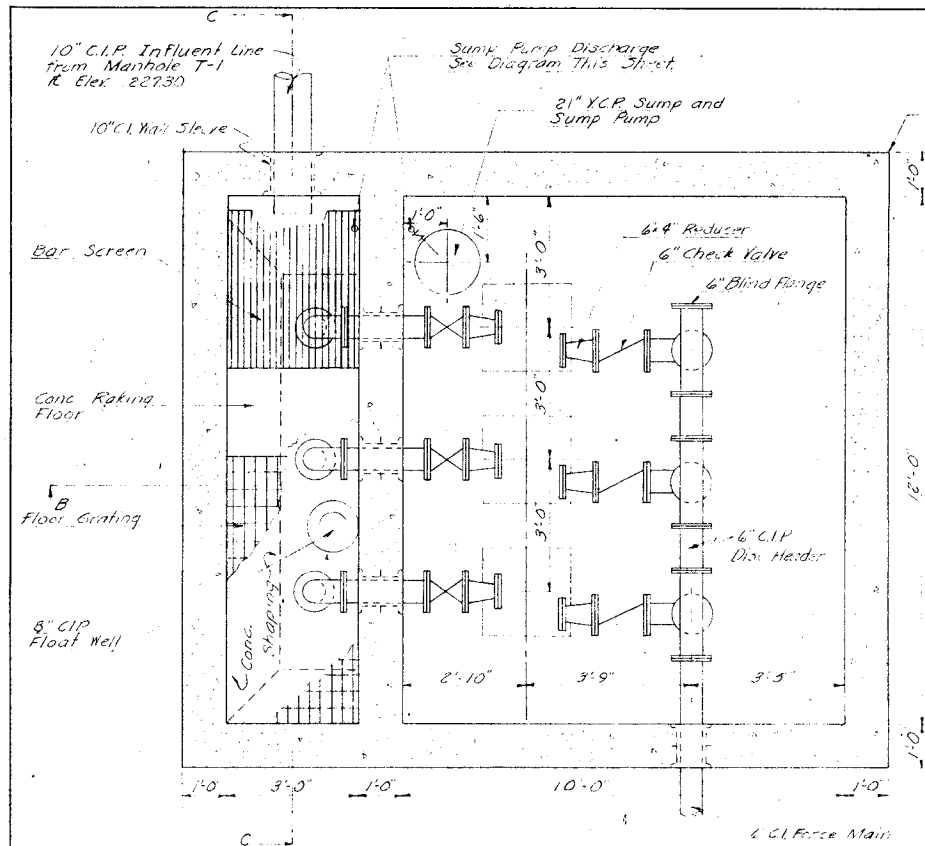 C
10" C.I.P. Influent Line
from Manhole T-1
Elev. 227.30
Sump Pump Discharge
See Diagram This Sheet
21" V.C.P. Sump and
Sump Pump
10" C.I. Wall Sleeve
1'-0"
1'-0"
1'-6"
3'-0"
6"x4" Reducer
6" Check Valve
6" Blind Flange
Bar Screen
Conc Raking
Floor
3'-0"
B
Floor Grating
3'-0"
12'-0"
6" C.I.P.
Disc Header
8" CIP
Float Well
Conc.
Shaping
2'-10"
3'-9"
3'-5"
1'-0"
1'-0"
3'-0"
1'-0"
10'-0"
1'-0"
C
C.I. Force Main